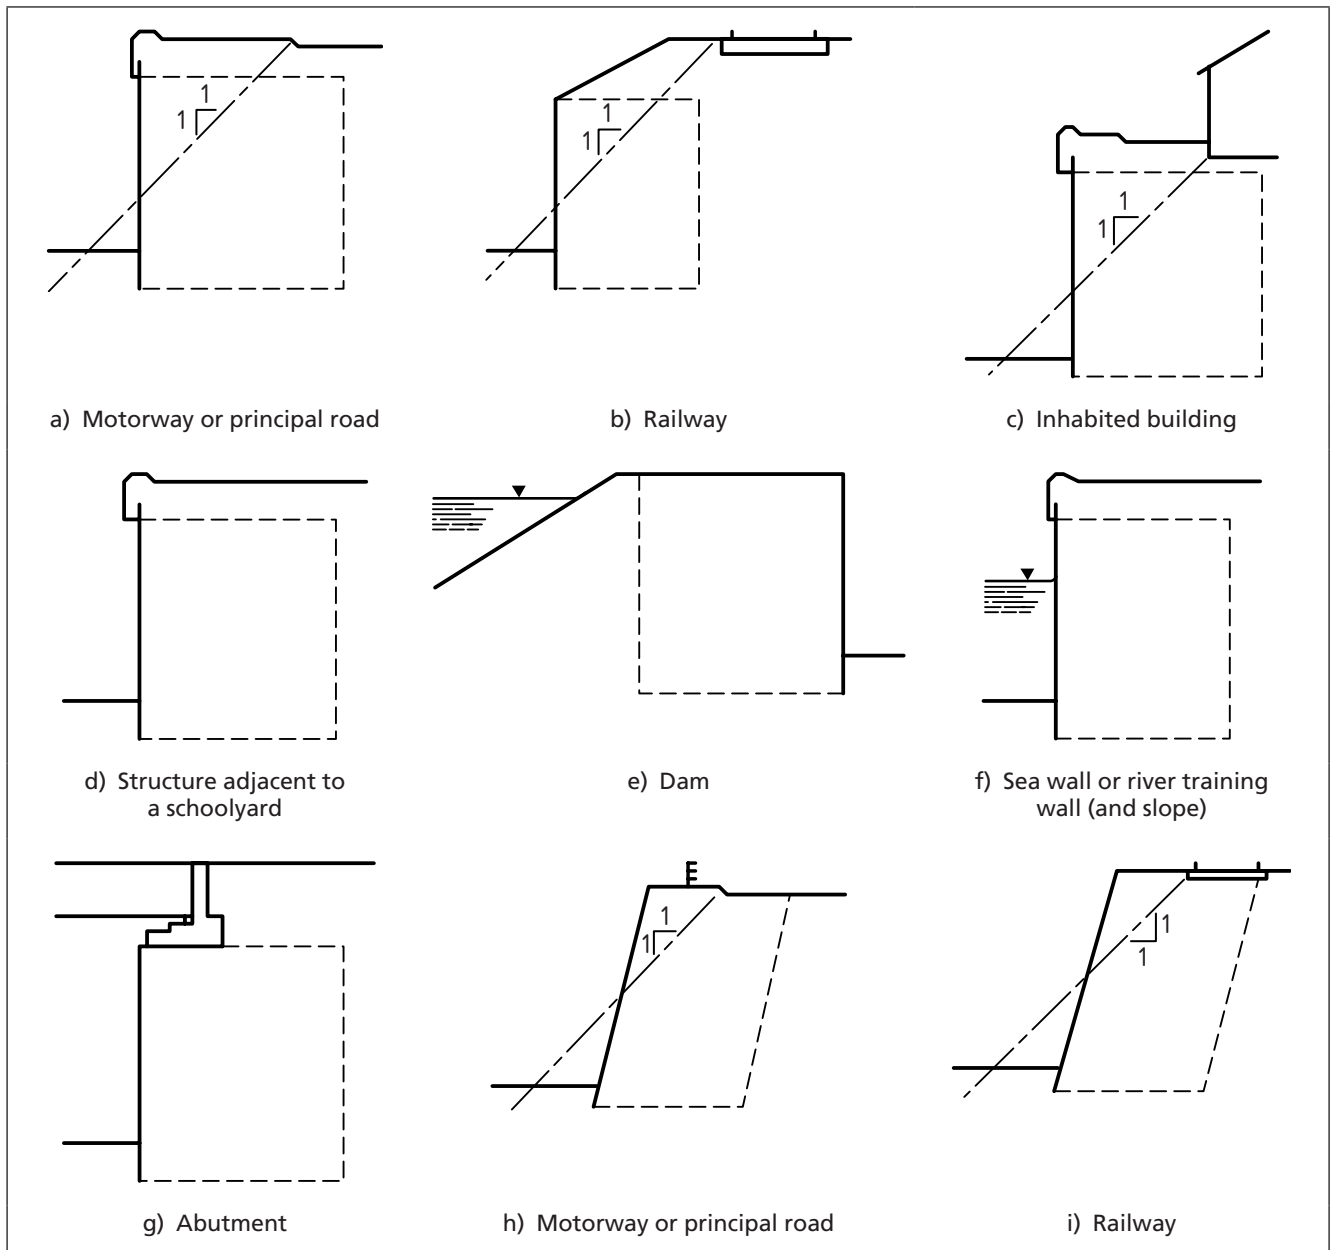 1
1
1
1
1
1
a) Motorway or principal road
b) Railway
c) Inhabited building
d) Structure adjacent to
a schoolyard
e) Dam
f) Sea wall or river training
wall (and slope)
1
1
1
1
g) Abutment
h) Motorway or principal road
i) Railway